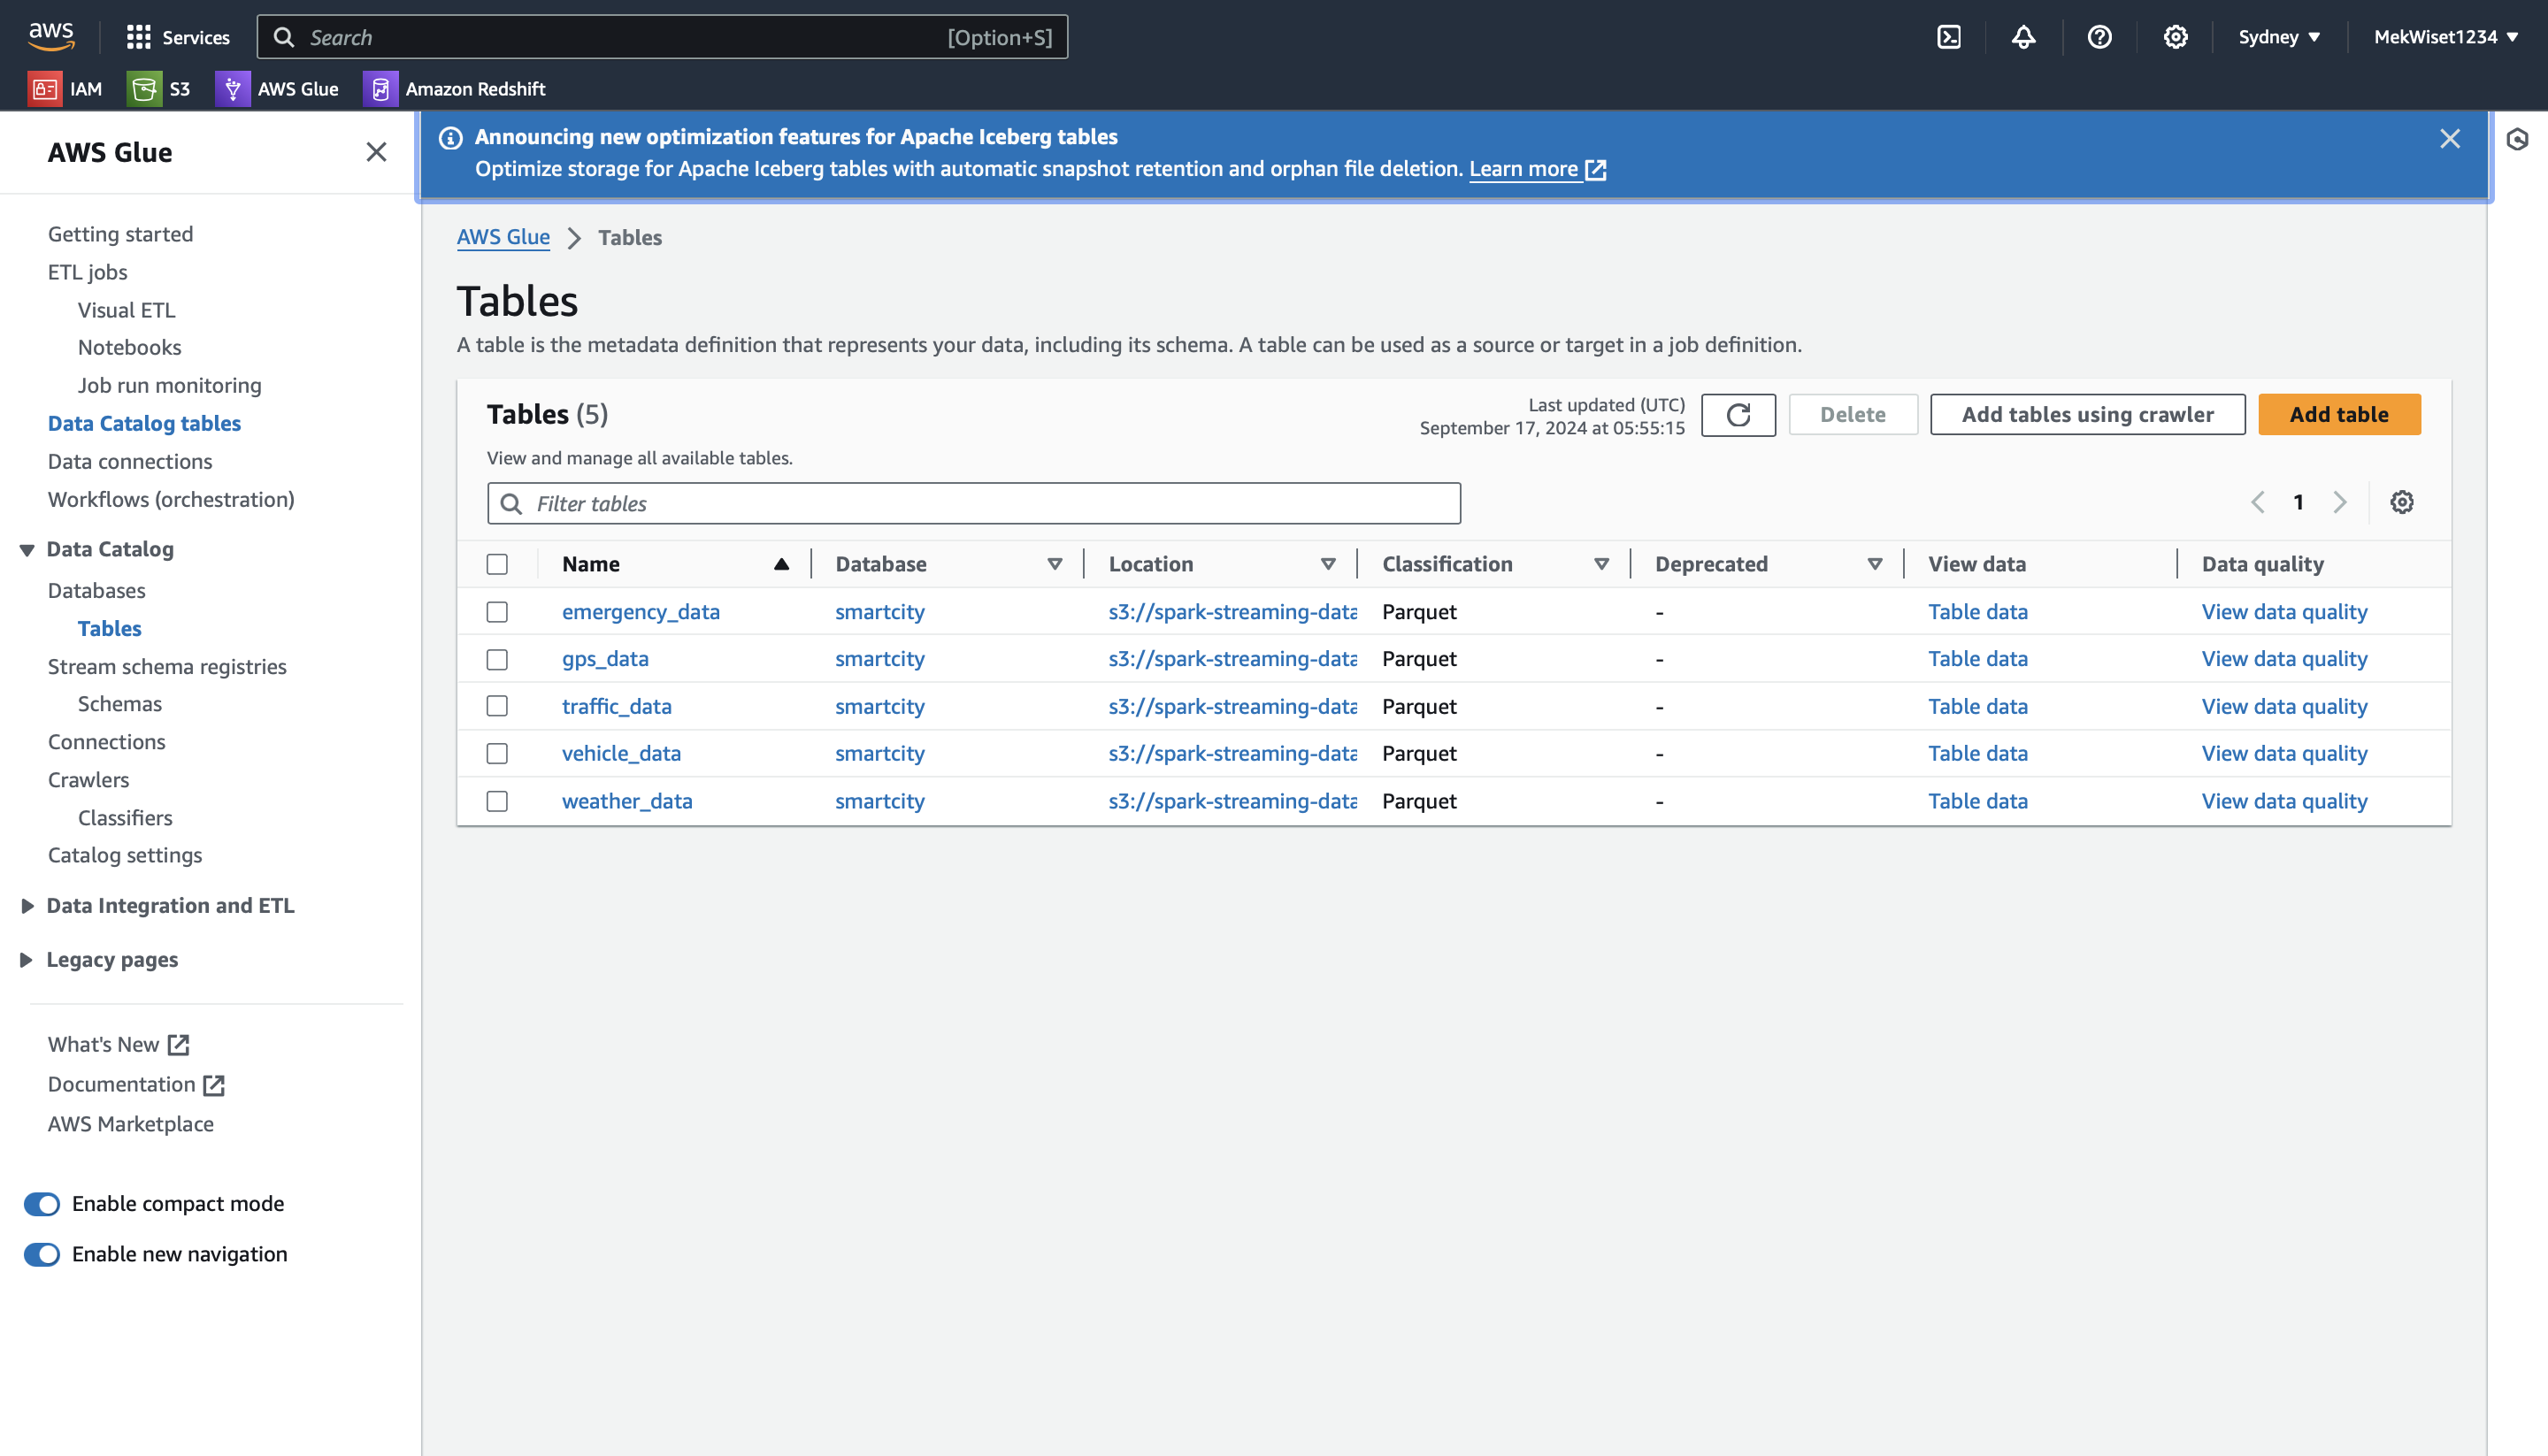 aws
Services
Search [Option+S]
Sydney
MekWiset1234
IAM
S3
AWS Glue
Amazon Redshift
AWS Glue
Getting started
ETL jobs
Visual ETL
Notebooks
Job run monitoring
Data Catalog tables
Data connections
Workflows (orchestration)
Data Catalog
Databases
Tables
Stream schema registries
Schemas
Connections
Crawlers
Classifiers
Catalog settings
Data Integration and ETL
Legacy pages
What's New
Documentation
AWS Marketplace
Enable compact mode
Enable new navigation
Announcing new optimization features for Apache Iceberg tables
Optimize storage for Apache Iceberg tables with automatic snapshot retention and orphan file deletion. Learn more
AWS Glue > Tables
Tables
A table is the metadata definition that represents your data, including its schema. A table can be used as a source or target in a job definition.
Tables (5)
View and manage all available tables.
Last updated (UTC)
September 17, 2024 at 05:55:15
Delete
Add tables using crawler
Add table
Filter tables
1
Name Database Location Classification Deprecated View data Data quality
emergency_data smartcity s3://spark-streaming-data Parquet - Table data View data quality
gps_data smartcity s3://spark-streaming-data Parquet - Table data View data quality
traffic_data smartcity s3://spark-streaming-data Parquet - Table data View data quality
vehicle_data smartcity s3://spark-streaming-data Parquet - Table data View data quality
weather_data smartcity s3://spark-streaming-data Parquet - Table data View data quality